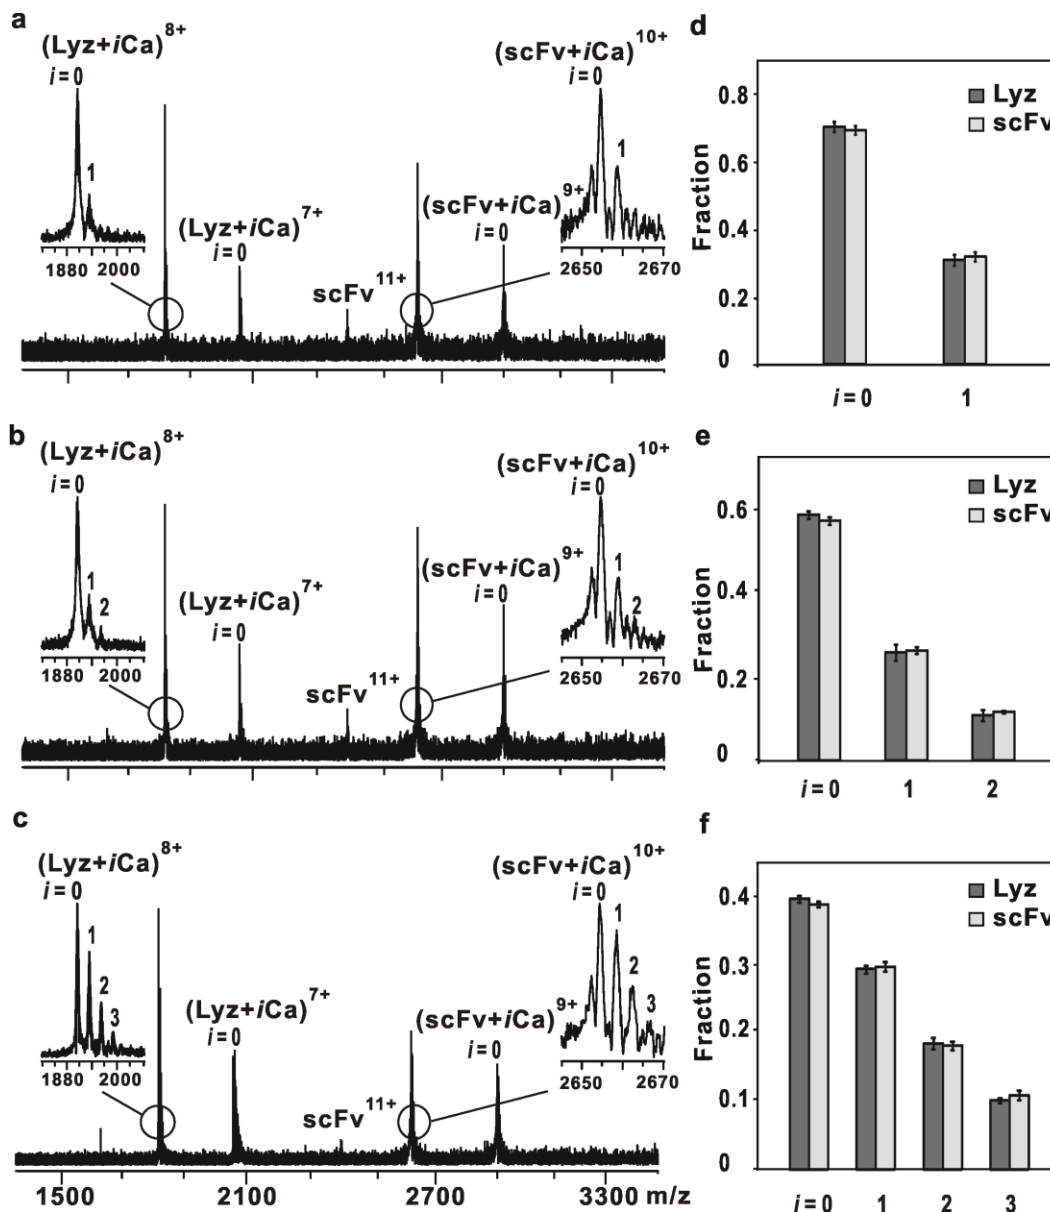 a
d
(Lyz+iCa)8+
i=0
1
1880 2000
(Lyz+iCa)7+
i=0
scFv11+
(scFv+iCa)9+
i=0
(scFv+iCa)10+
i=0
1
2650 2670
Fraction
0.8
0.6
0.4
0.2
0
Lyz
scFv
i=0 1
b
e
(Lyz+iCa)8+
i=0
1
2
1880 2000
(Lyz+iCa)7+
i=0
scFv11+
(scFv+iCa)9+
i=0
(scFv+iCa)10+
i=0
1
2
2650 2670
Fraction
0.6
0.4
0.2
0
Lyz
scFv
i=0 1 2
c
f
(Lyz+iCa)8+
i=0
1
2
3
1880 2000
(Lyz+iCa)7+
i=0
scFv11+
(scFv+iCa)9+
i=0
(scFv+iCa)10+
i=0
1
2
3
2650 2670
1500 2100 2700 3300 m/z
Fraction
0.4
0.3
0.2
0.1
0
Lyz
scFv
i=0 1 2 3